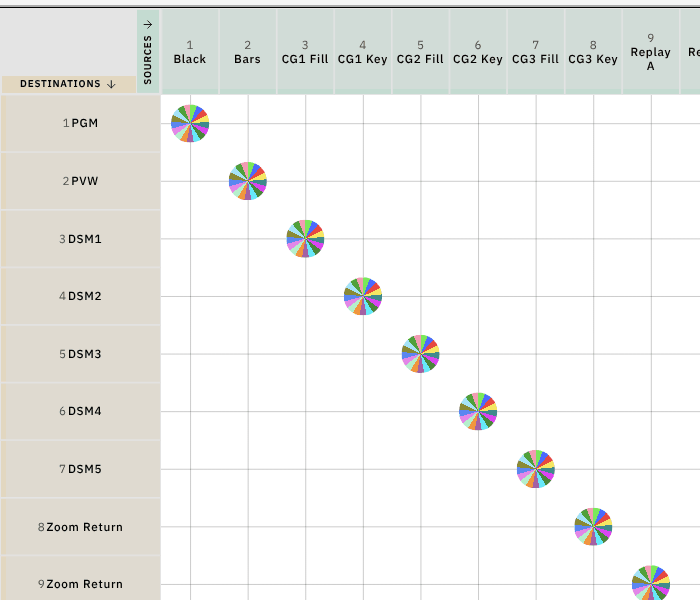 SOURCES →
1 2 3 4 5 6 7 8 9
Black Bars CG1 Fill CG1 Key CG2 Fill CG2 Key CG3 Fill CG3 Key Replay A
DESTINATIONS ↓
1 PGM
2 PVW
3 DSM1
4 DSM2
5 DSM3
6 DSM4
7 DSM5
8 Zoom Return
9 Zoom Return